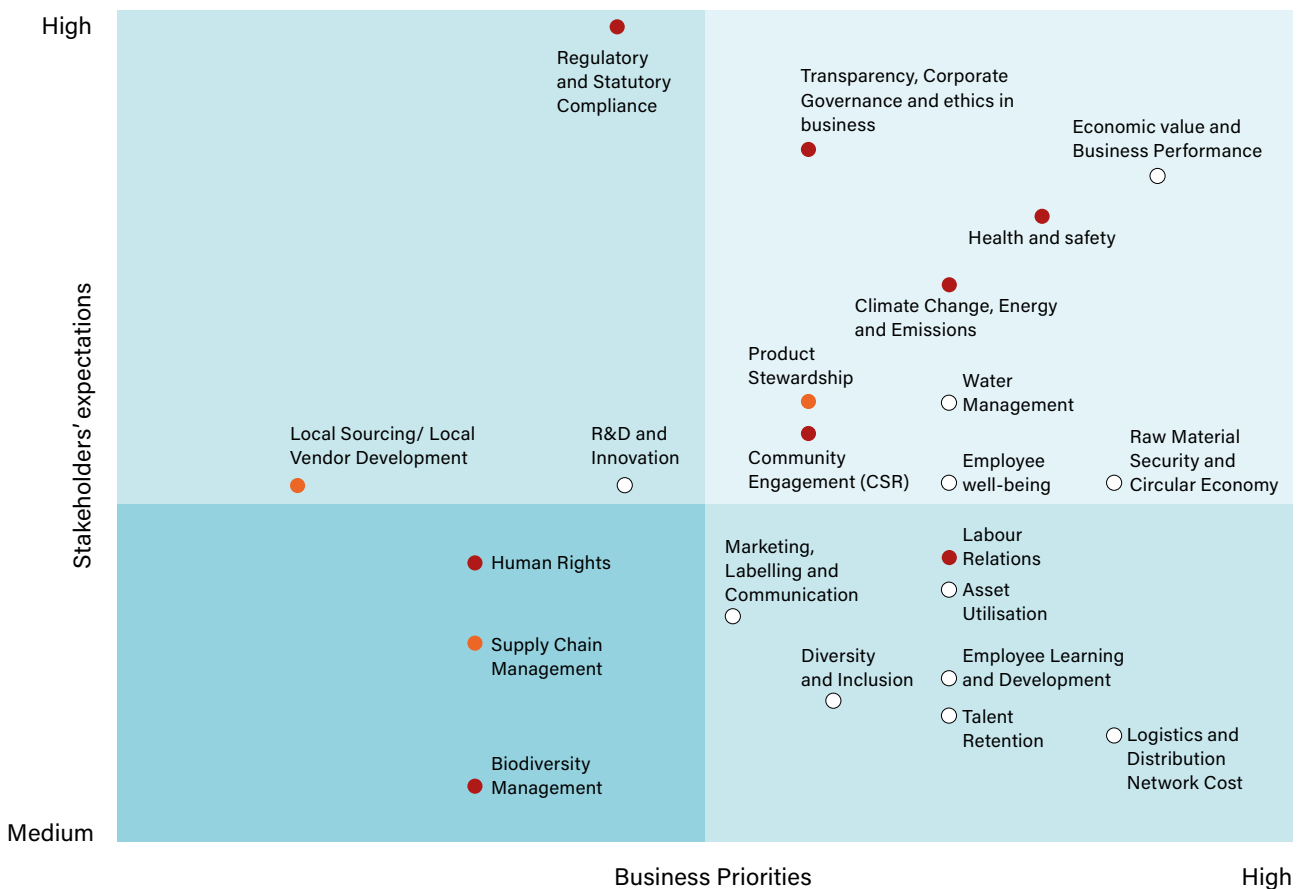 High
Regulatory
and Statutory
Compliance
Transparency, Corporate
Governance and ethics in
business
Economic value and
Business Performance
Health and safety
Climate Change, Energy
and Emissions
Product
Stewardship
Water
Management
Local Sourcing/ Local
Vendor Development
R&D and
Innovation
Community
Engagement (CSR)
Employee
well-being
Raw Material
Security and
Circular Economy
Stakeholders' expectations
Human Rights
Supply Chain
Management
Biodiversity
Management
Marketing,
Labelling and
Communication
Labour
Relations
Asset
Utilisation
Diversity
and Inclusion
Employee Learning
and Development
Talent
Retention
Logistics and
Distribution
Network Cost
Medium
Business Priorities
High